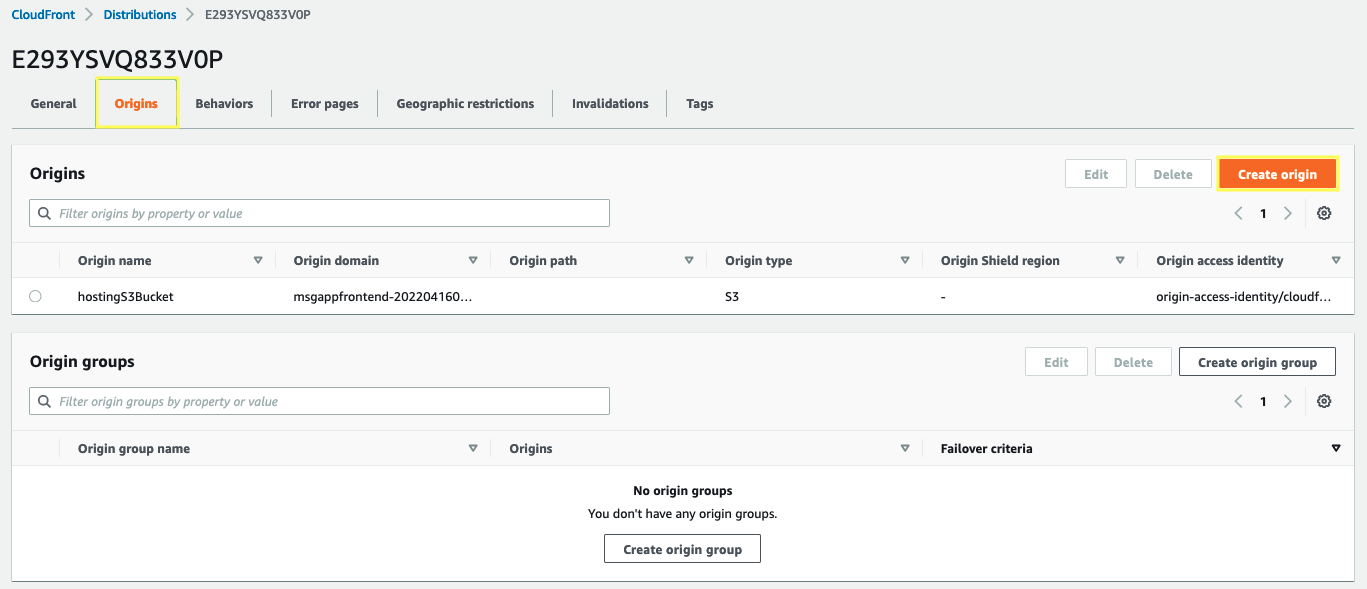 CloudFront > Distributions > E293YSVQ833V0P
E293YSVQ833V0P
General Origins Behaviors Error pages Geographic restrictions Invalidations Tags
Origins Edit Delete Create origin
Filter origins by property or value < 1 >
Origin name Origin domain Origin path Origin type Origin Shield region Origin access identity
hostingS3Bucket msgappfrontend-202204160... S3 - origin-access-identity/cloudf...
Origin groups Edit Delete Create origin group
Filter origin groups by property or value < 1 >
Origin group name Origins Failover criteria
No origin groups
You don't have any origin groups.
Create origin group